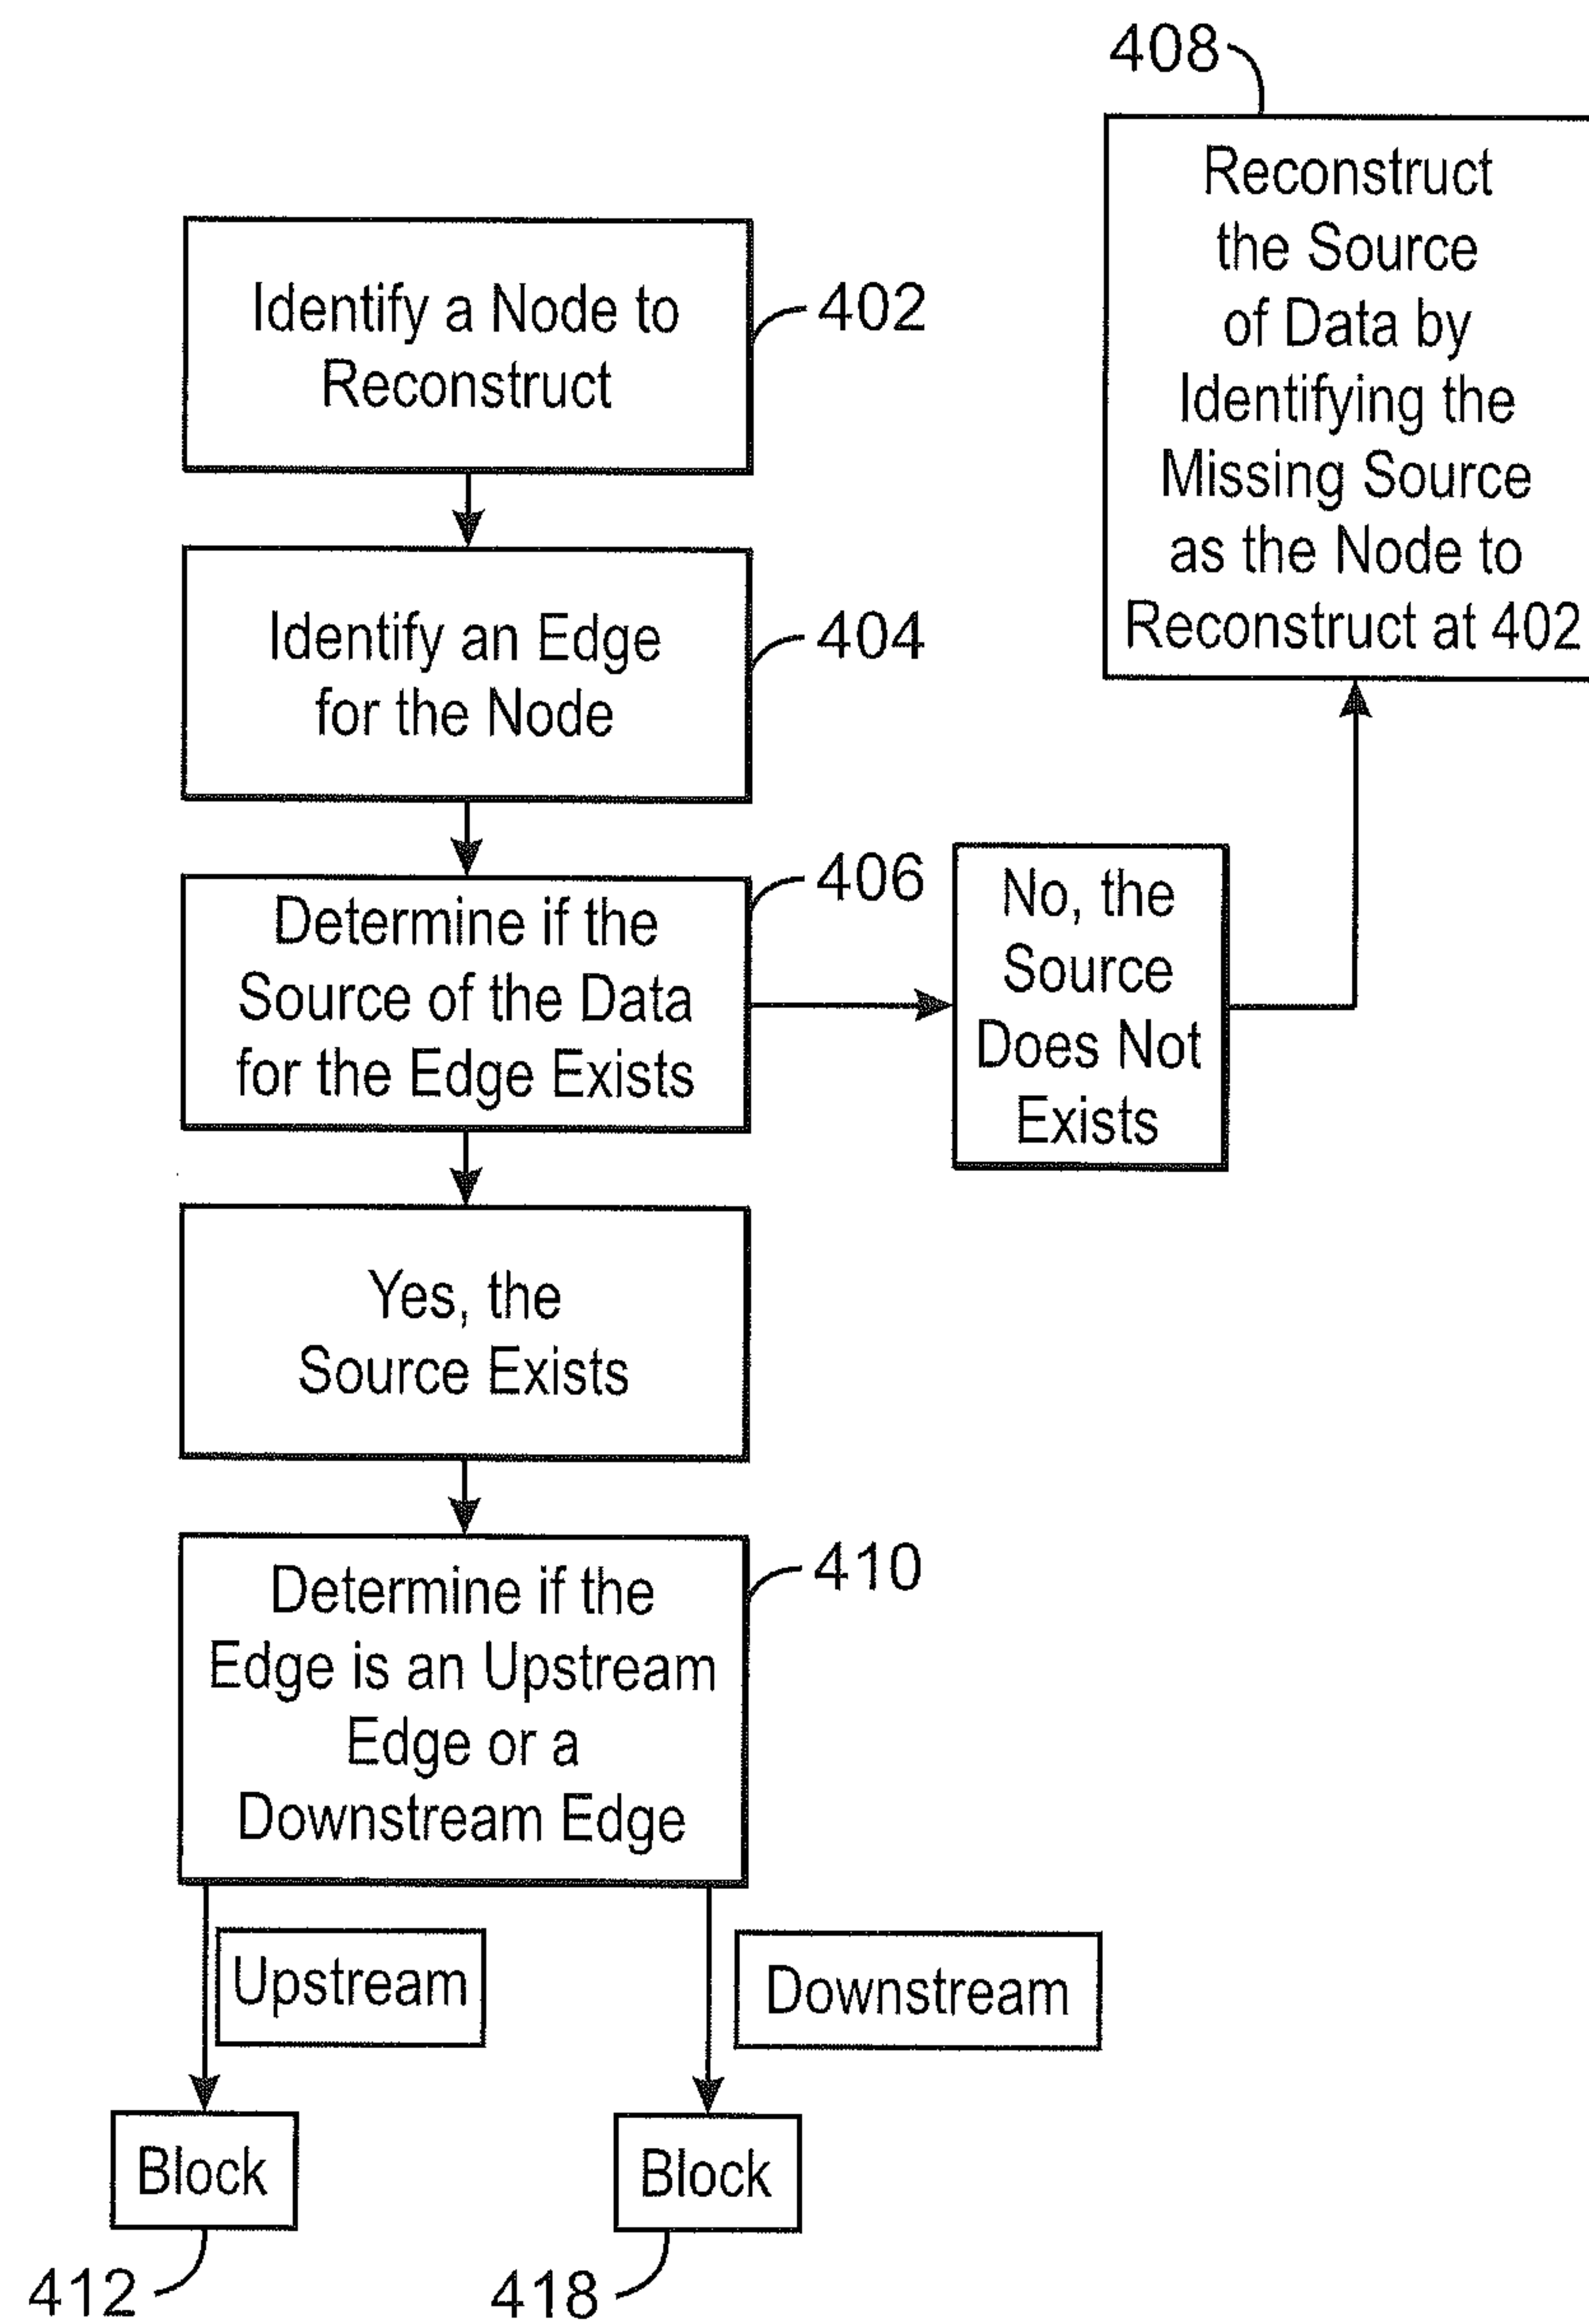 408
Reconstruct
the Source
of Data by
Identifying the
Missing Source
as the Node to
Reconstruct at 402
Identify a Node to
Reconstruct
402
Identify an Edge
for the Node
404
Determine if the
Source of the Data
for the Edge Exists
406
No, the
Source
Does Not
Exists
Yes, the
Source Exists
Determine if the
Edge is an Upstream
Edge or a
Downstream Edge
410
Upstream
Downstream
Block
Block
412
418